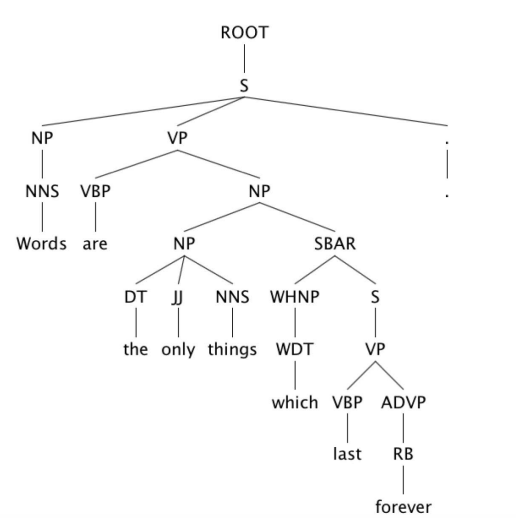 ROOT
S
NP VP .
NNS VBP NP .
Words are NP SBAR
DT JJ NNS WHNP S
the only things WDT VP
which VBP ADVP
last RB
forever